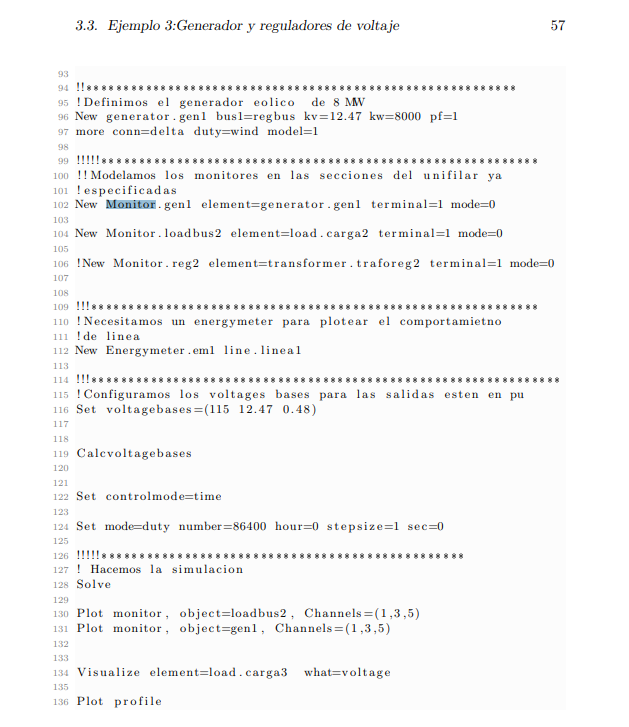 3.3. Ejemplo 3:Generador y reguladores de voltaje 57
93
94 !!**********************************************************
95 !Definimos el generador eolico de 8 MW
96 New generator.gen1 bus1=regbus kv=12.47 kw=8000 pf=1
97 more conn=delta duty=wind model=1
98
99 !!!!!***********************************************************
100 !!Modelamos los monitores en las secciones del unifilar ya
101 !especificadas
102 New Monitor.gen1 element=generator.gen1 terminal=1 mode=0
103
104 New Monitor.loadbus2 element=load.carga2 terminal=1 mode=0
105
106 !New Monitor.reg2 element=transformer.traforeg2 terminal=1 mode=0
107
108
109 !!!************************************************************
110 !Necesitamos un energymeter para plotear el comportamietno
111 !de linea
112 New Energymeter.em1 line.linea1
113
114 !!!***************************************************************
115 !Configuramos los voltages bases para las salidas esten en pu
116 Set voltagebases=(115 12.47 0.48)
117
118
119 Calcvoltagebases
120
121
122 Set controlmode=time
123
124 Set mode=duty number=86400 hour=0 stepsize=1 sec=0
125
126 !!!!!*************************************************
127 ! Hacemos la simulacion
128 Solve
129
130 Plot monitor, object=loadbus2, Channels=(1,3,5)
131 Plot monitor, object=gen1, Channels=(1,3,5)
132
133
134 Visualize element=load.carga3 what=voltage
135
136 Plot profile